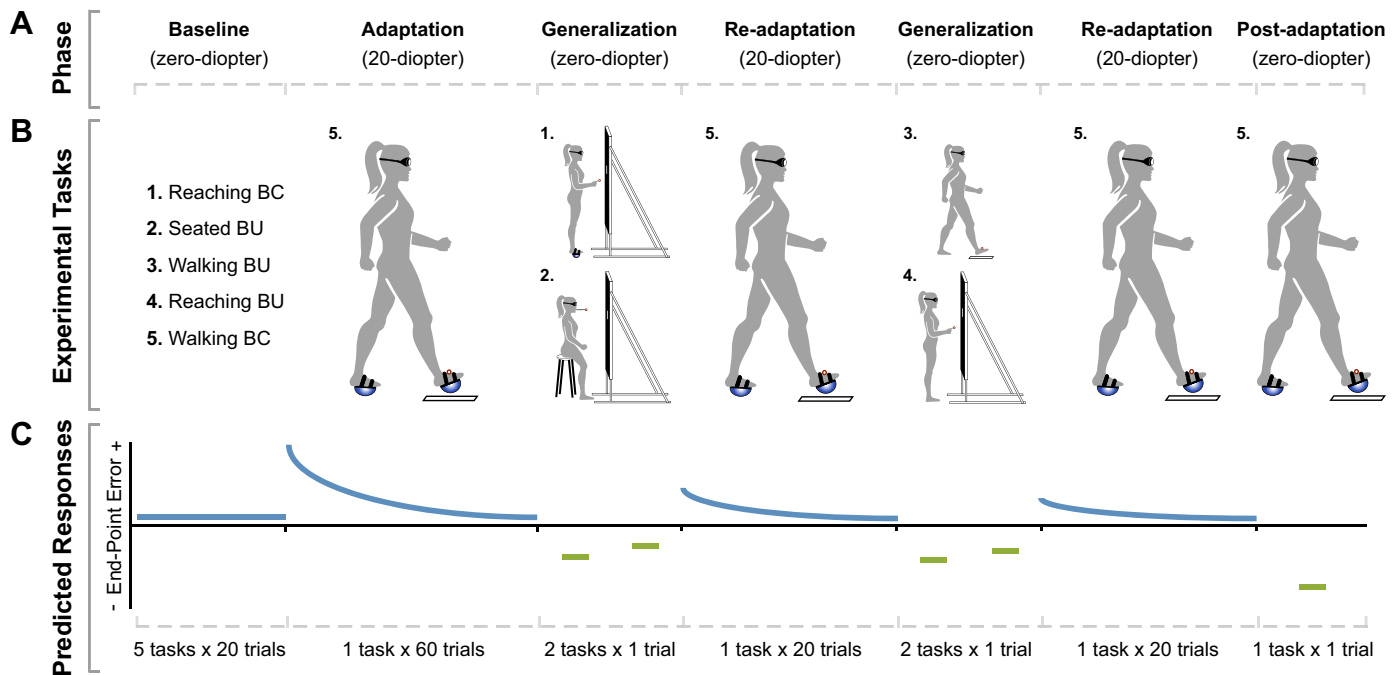 A
Phase
Baseline
(zero-diopter)
Adaptation
(20-diopter)
Generalization
(zero-diopter)
Re-adaptation
(20-diopter)
Generalization
(zero-diopter)
Re-adaptation
(20-diopter)
Post-adaptation
(zero-diopter)
B
Experimental Tasks
1. Reaching BC
2. Seated BU
3. Walking BU
4. Reaching BU
5. Walking BC
5.
1.
2.
5.
3.
4.
5.
5.
C
Predicted Responses
- End-Point Error +
5 tasks x 20 trials
1 task x 60 trials
2 tasks x 1 trial
1 task x 20 trials
2 tasks x 1 trial
1 task x 20 trials
1 task x 1 trial